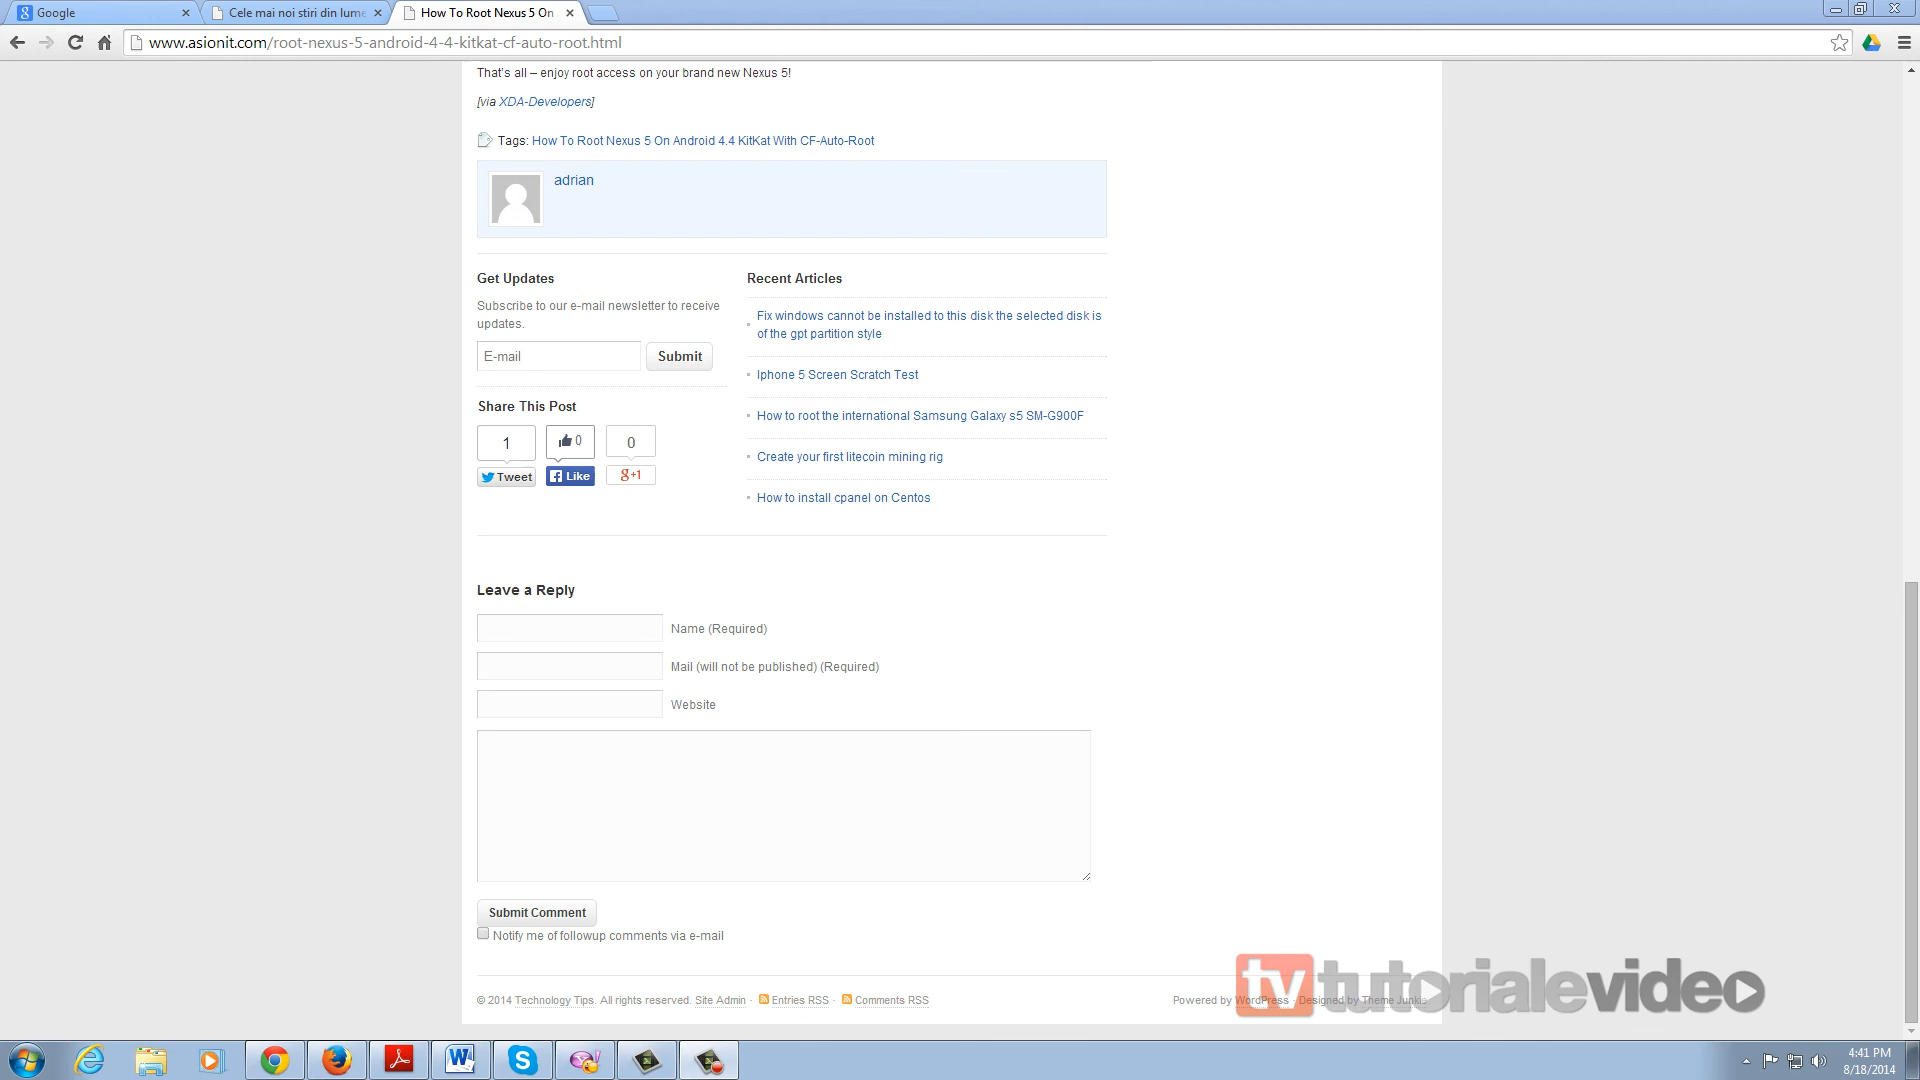 Google
Cele mai noi stiri din lume
How To Root Nexus 5 On
www.asionit.com/root-nexus-5-android-4-4-kitkat-cf-auto-root.html
That's all – enjoy root access on your brand new Nexus 5!
[via XDA-Developers]
Tags: How To Root Nexus 5 On Android 4.4 KitKat With CF-Auto-Root
adrian
Get Updates
Subscribe to our e-mail newsletter to receive
updates.
E-mail
Submit
Share This Post
1
0
0
Tweet
Like
g+1
Recent Articles
Fix windows cannot be installed to this disk the selected disk is
of the gpt partition style
Iphone 5 Screen Scratch Test
How to root the international Samsung Galaxy s5 SM-G900F
Create your first litecoin mining rig
How to install cpanel on Centos
Leave a Reply
Name (Required)
Mail (will not be published) (Required)
Website
Submit Comment
Notify me of followup comments via e-mail
© 2014 Technology Tips. All rights reserved. Site Admin · Entries RSS · Comments RSS
Powered by WordPress · Designed by Theme Junkie
tv tutorialevideo
4:41 PM
8/18/2014